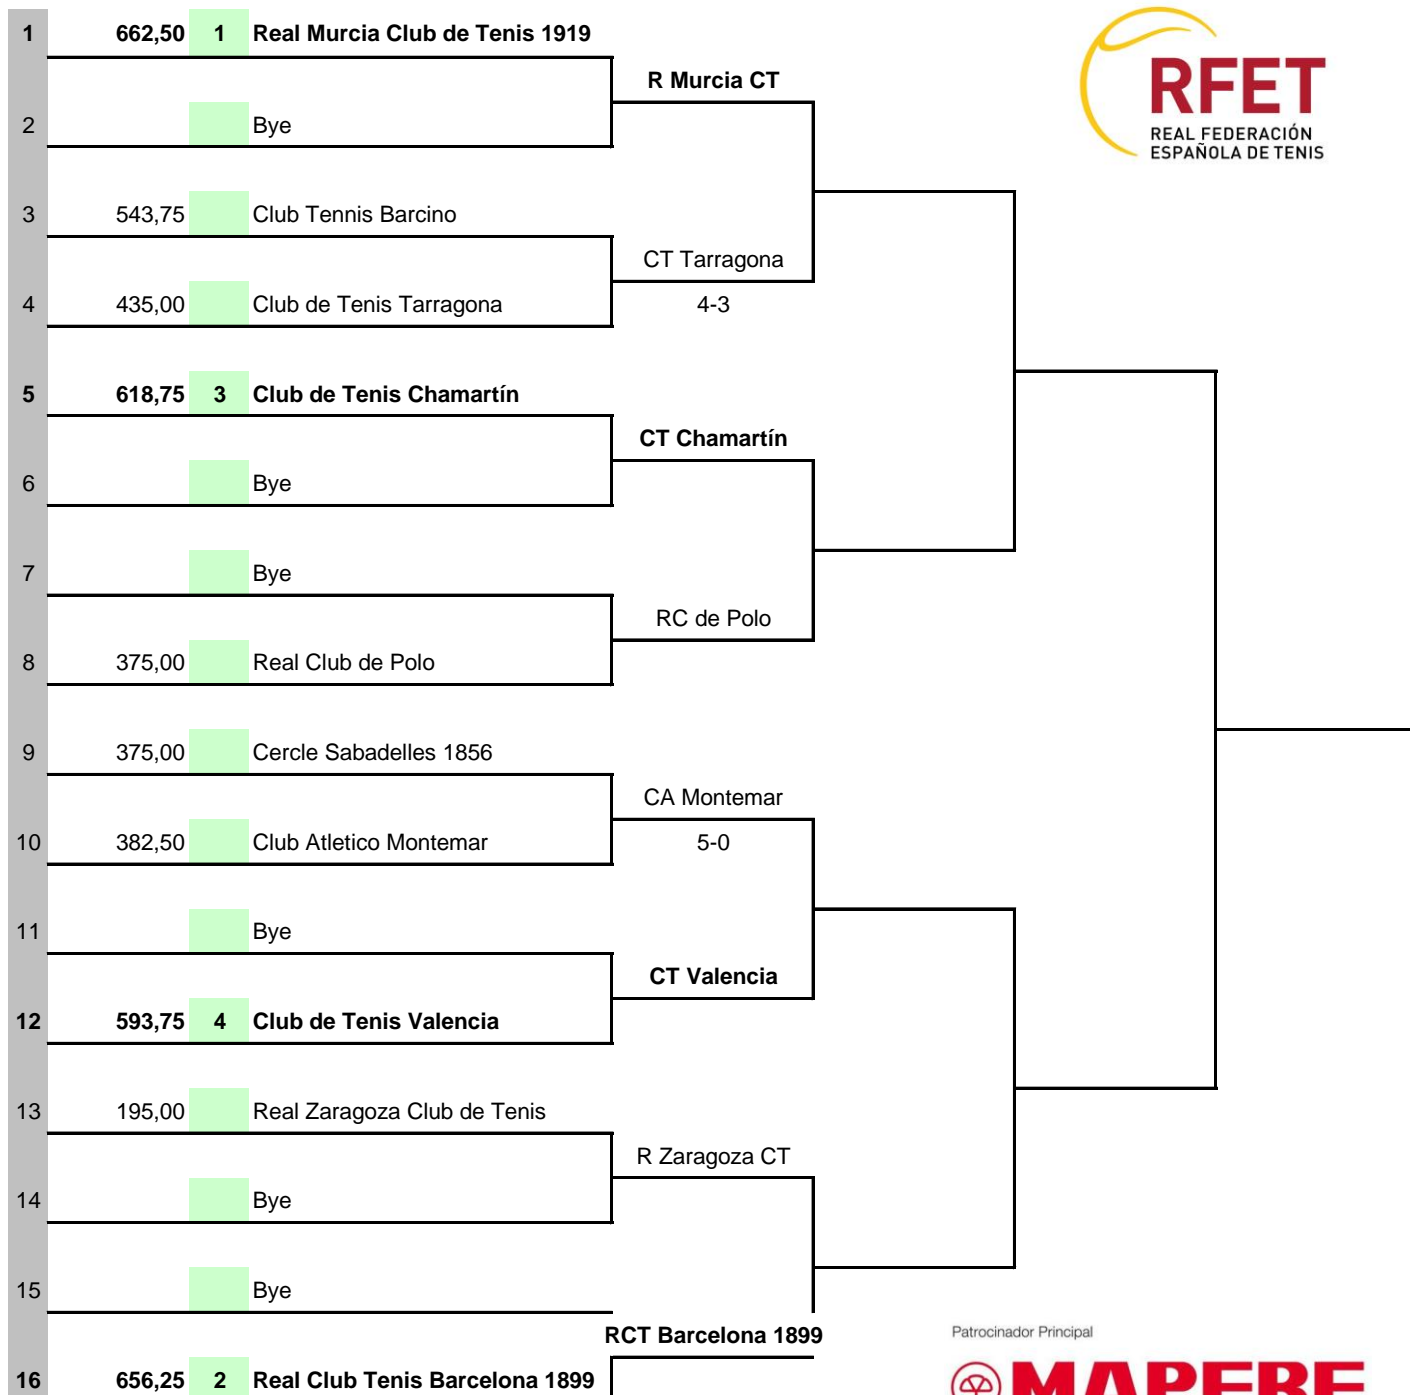 1 662,50 1 Real Murcia Club de Tenis 1919
R Murcia CT
2 Bye
3 543,75 Club Tennis Barcino
CT Tarragona
4 435,00 Club de Tenis Tarragona 4-3
5 618,75 3 Club de Tenis Chamartín
CT Chamartín
6 Bye
7 Bye
RC de Polo
8 375,00 Real Club de Polo
9 375,00 Cercle Sabadelles 1856
CA Montemar
10 382,50 Club Atletico Montemar 5-0
11 Bye
CT Valencia
12 593,75 4 Club de Tenis Valencia
13 195,00 Real Zaragoza Club de Tenis
R Zaragoza CT
14 Bye
15 Bye
RCT Barcelona 1899
16 656,25 2 Real Club Tenis Barcelona 1899
RFET
REAL FEDERACIÓN
ESPAÑOLA DE TENIS
Patrocinador Principal
MAPFRE